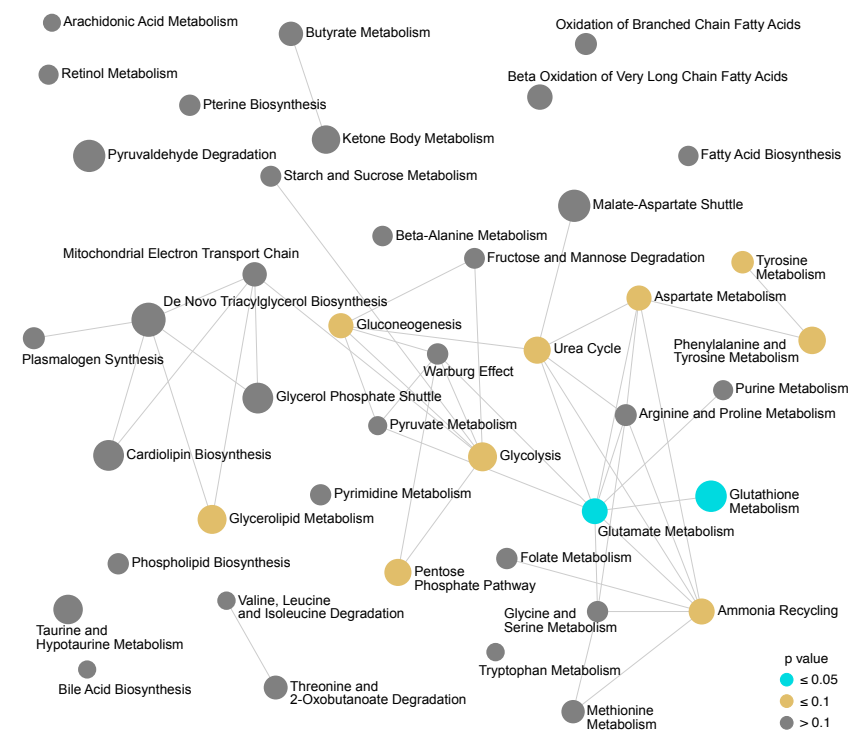 Arachidonic Acid Metabolism
Butyrate Metabolism
Oxidation of Branched Chain Fatty Acids
Retinol Metabolism
Beta Oxidation of Very Long Chain Fatty Acids
Pterine Biosynthesis
Ketone Body Metabolism
Pyruvaldehyde Degradation
Fatty Acid Biosynthesis
Starch and Sucrose Metabolism
Malate-Aspartate Shuttle
Beta-Alanine Metabolism
Mitochondrial Electron Transport Chain
Fructose and Mannose Degradation
Tyrosine
Metabolism
De Novo Triacylglycerol Biosynthesis
Aspartate Metabolism
Gluconeogenesis
Plasmalogen Synthesis
Warburg Effect
Urea Cycle
Phenylalanine and
Tyrosine Metabolism
Purine Metabolism
Glycerol Phosphate Shuttle
Arginine and Proline Metabolism
Pyruvate Metabolism
Cardiolipin Biosynthesis
Glycolysis
Pyrimidine Metabolism
Glutathione
Metabolism
Glycerolipid Metabolism
Glutamate Metabolism
Phospholipid Biosynthesis
Folate Metabolism
Pentose
Phosphate Pathway
Valine, Leucine
and Isoleucine Degradation
Glycine and
Serine Metabolism
Ammonia Recycling
Taurine and
Hypotaurine Metabolism
Tryptophan Metabolism
Bile Acid Biosynthesis
Threonine and
2-Oxobutanoate Degradation
Methionine
Metabolism
p value
≤ 0.05
≤ 0.1
> 0.1